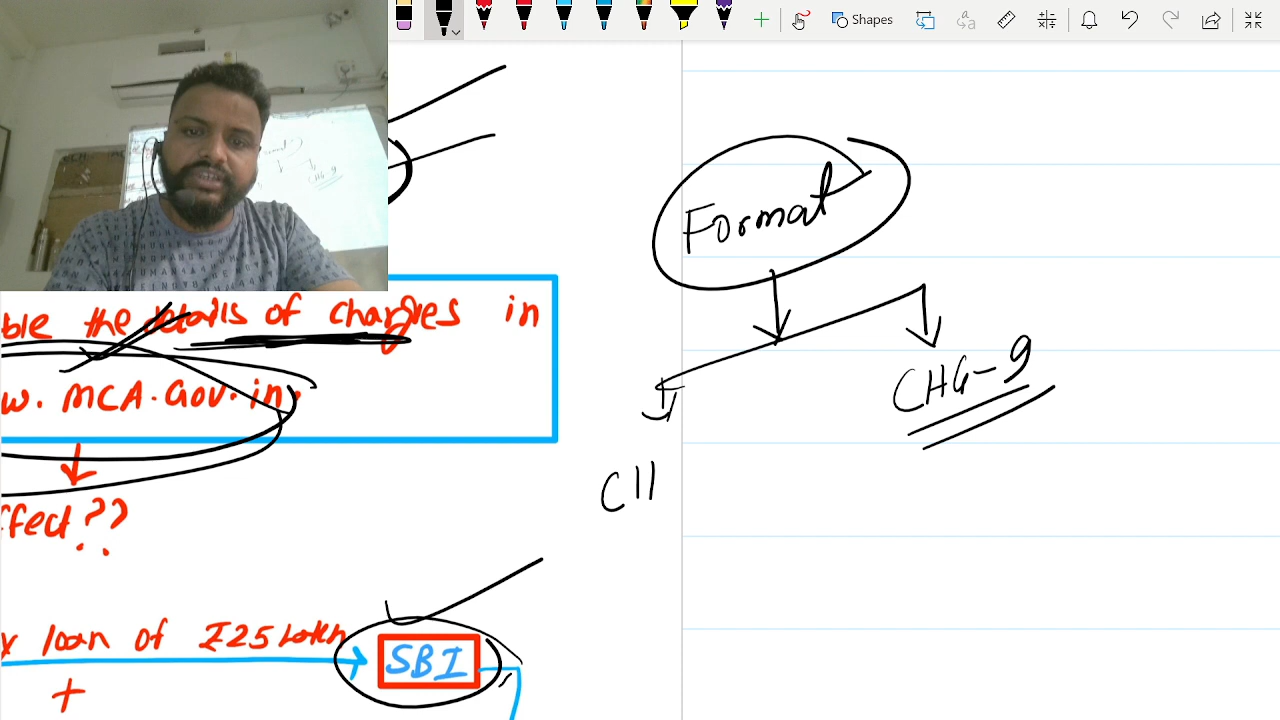 Shapes
ble the details of charges in
w. MCA.Gov.in.
ffect??
loan of ₹25 Lakh
SBI
+
Format
CHG-9